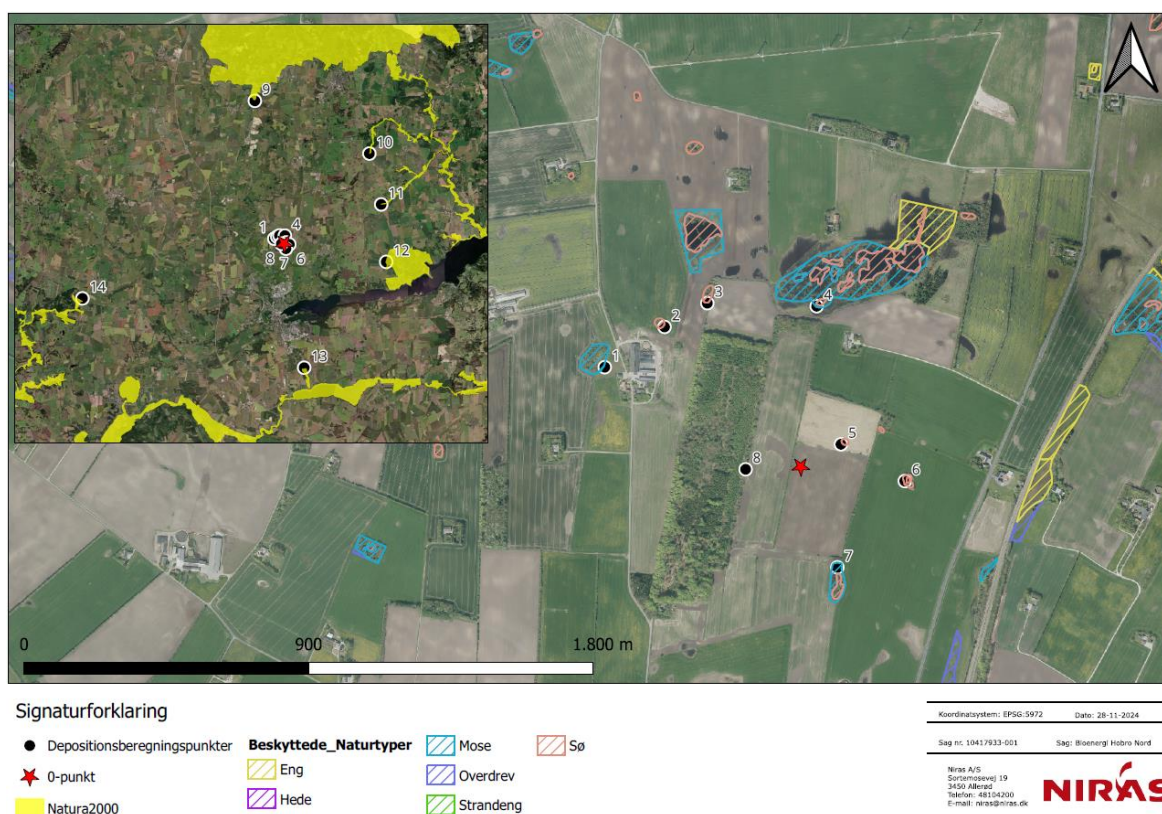 9
10
11
1
4
8
7
6
12
14
13
3
4
2
1
5
8
6
7
0
900
1.800 m
Signaturforklaring
Depositionsberegningspunkter
0-punkt
Natura2000
Beskyttede_Naturtyper
Eng
Hede
Mose
Overdrev
Strandeng
Sø
Koordinatsystem: EPSG:5972 Dato: 28-11-2024
Sag nr. 10417933-001 Sag: Bioenergi Hobro Nord
Niras A/S
Sortemosevej 19
3450 Allerød
Telefon: 48104200
E-mail: niras@niras.dk
NIRAS